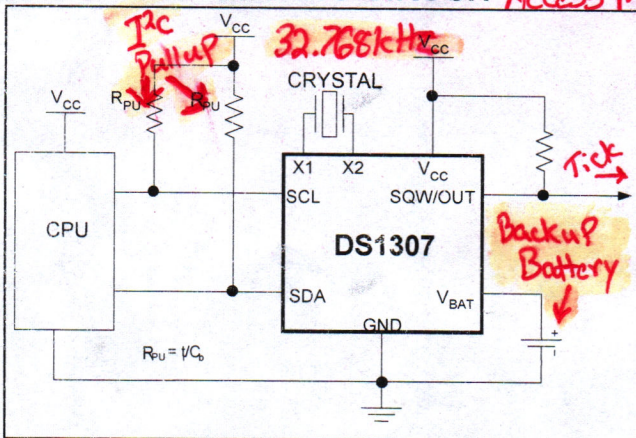 Access
I²C
Pullup
VCC
32.768kHz
VCC
CRYSTAL
VCC
RPU
RPU
X1
X2
VCC
Tick
SCL
SQW/OUT
CPU
DS1307
Backup
Battery
SDA
VBAT
GND
+
-
RPU = t/Cb